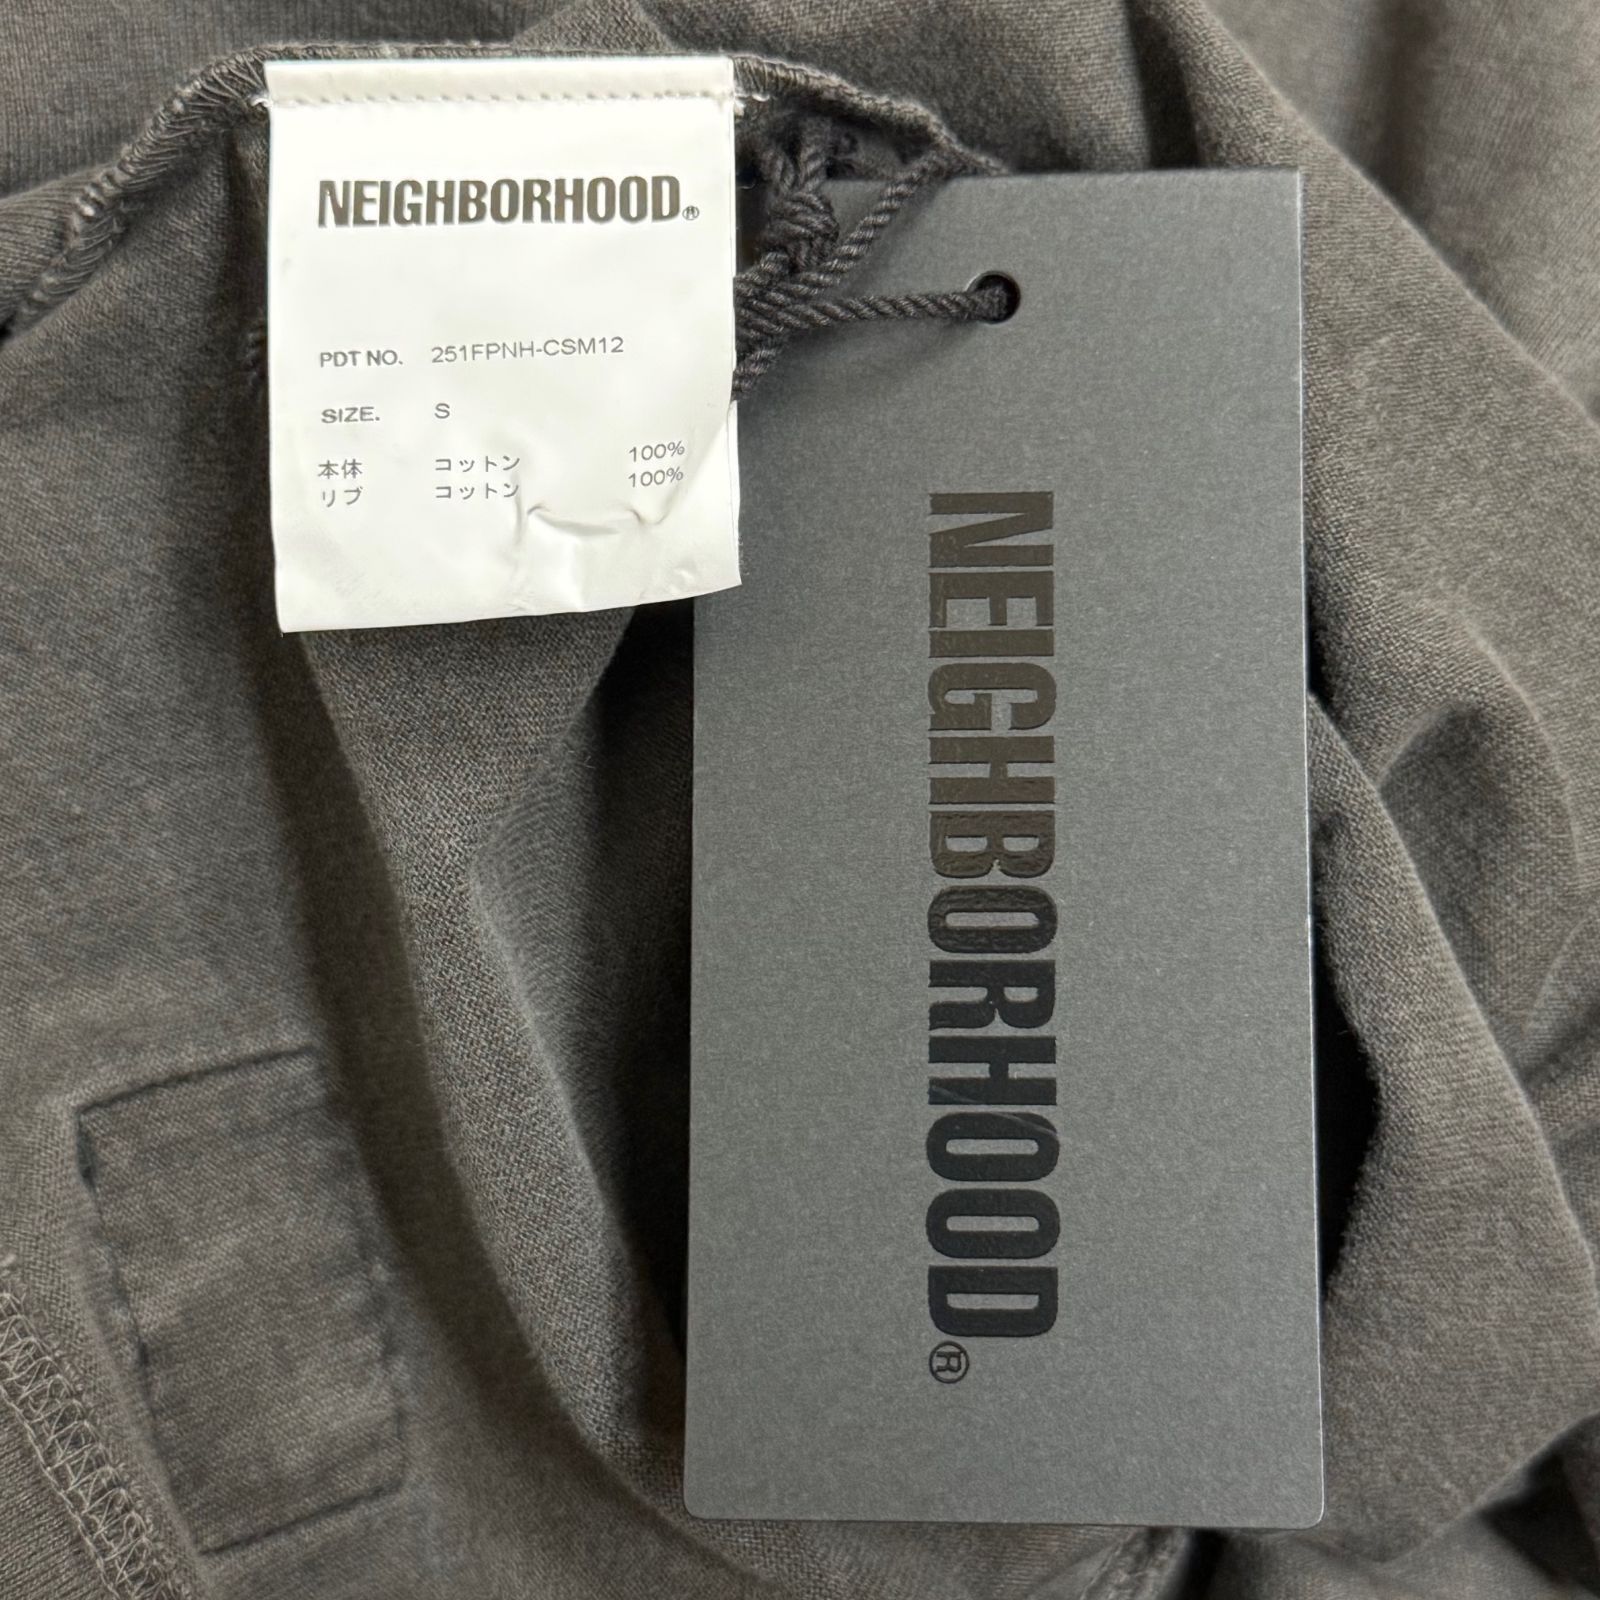 NEIGHBORHOOD®
PDT NO. 251FPNH-CSM12
SIZE. S
本体 コットン 100%
リブ コットン 100%
NEIGHBORHOOD®